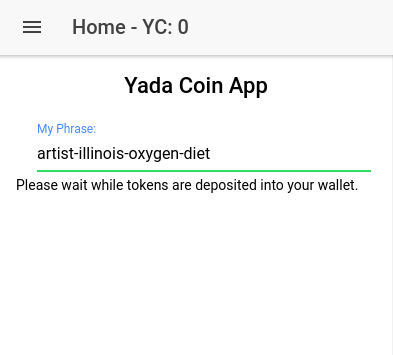 Home - YC: 0
Yada Coin App
My Phrase:
artist-illinois-oxygen-diet
Please wait while tokens are deposited into your wallet.